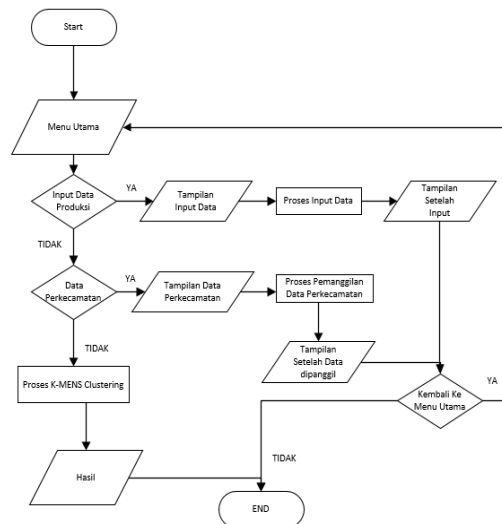 Start
Menu Utama
Input Data
Produksi
YA
Tampilan
Input Data
Proses Input Data
Tampilan
Setelah
Input
TIDAK
Data
Perkecamatan
YA
Tampilan Data
Perkecamatan
Proses Pemanggilan
Data Perkecamatan
TIDAK
Tampilan
Setelah Data
dipanggil
Proses K-MENS Clustering
Kembali Ke
Menu Utama
YA
TIDAK
Hasil
END